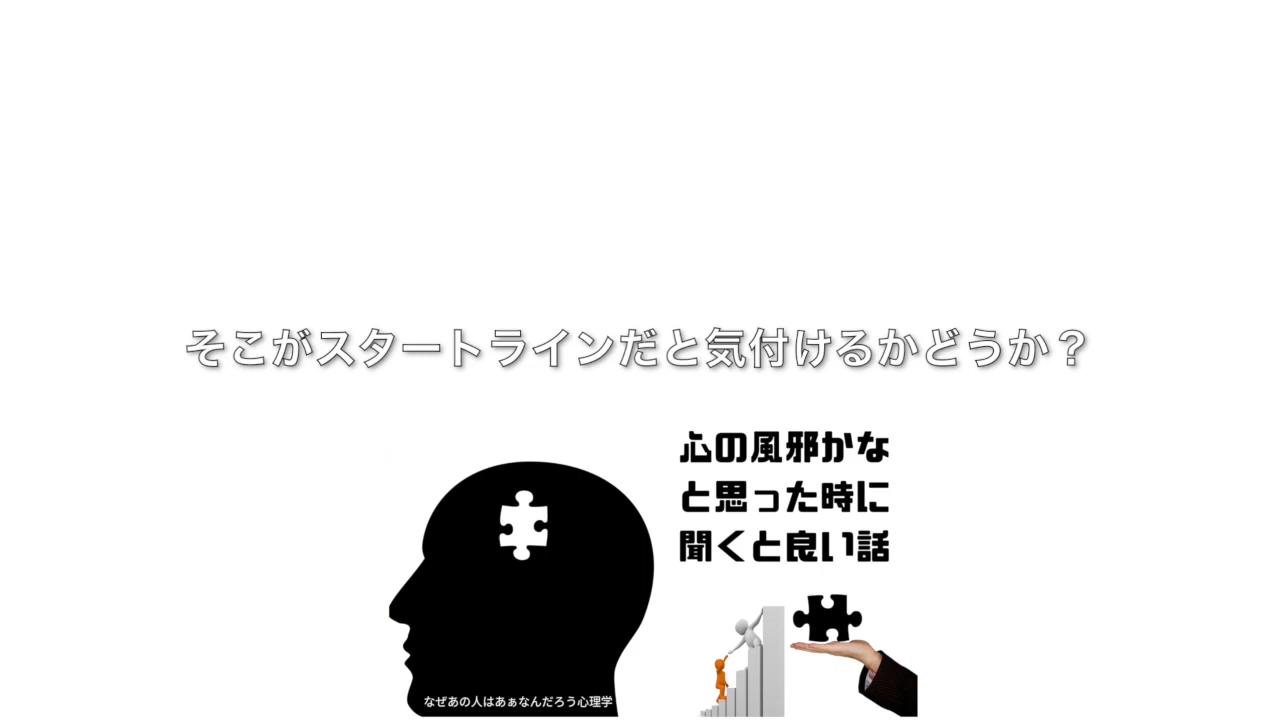 そこがスタートラインだと気付けるかどうか？
心の風邪かな
と思った時に
聞くと良い話
なぜあの人はあぁなんだろう心理学